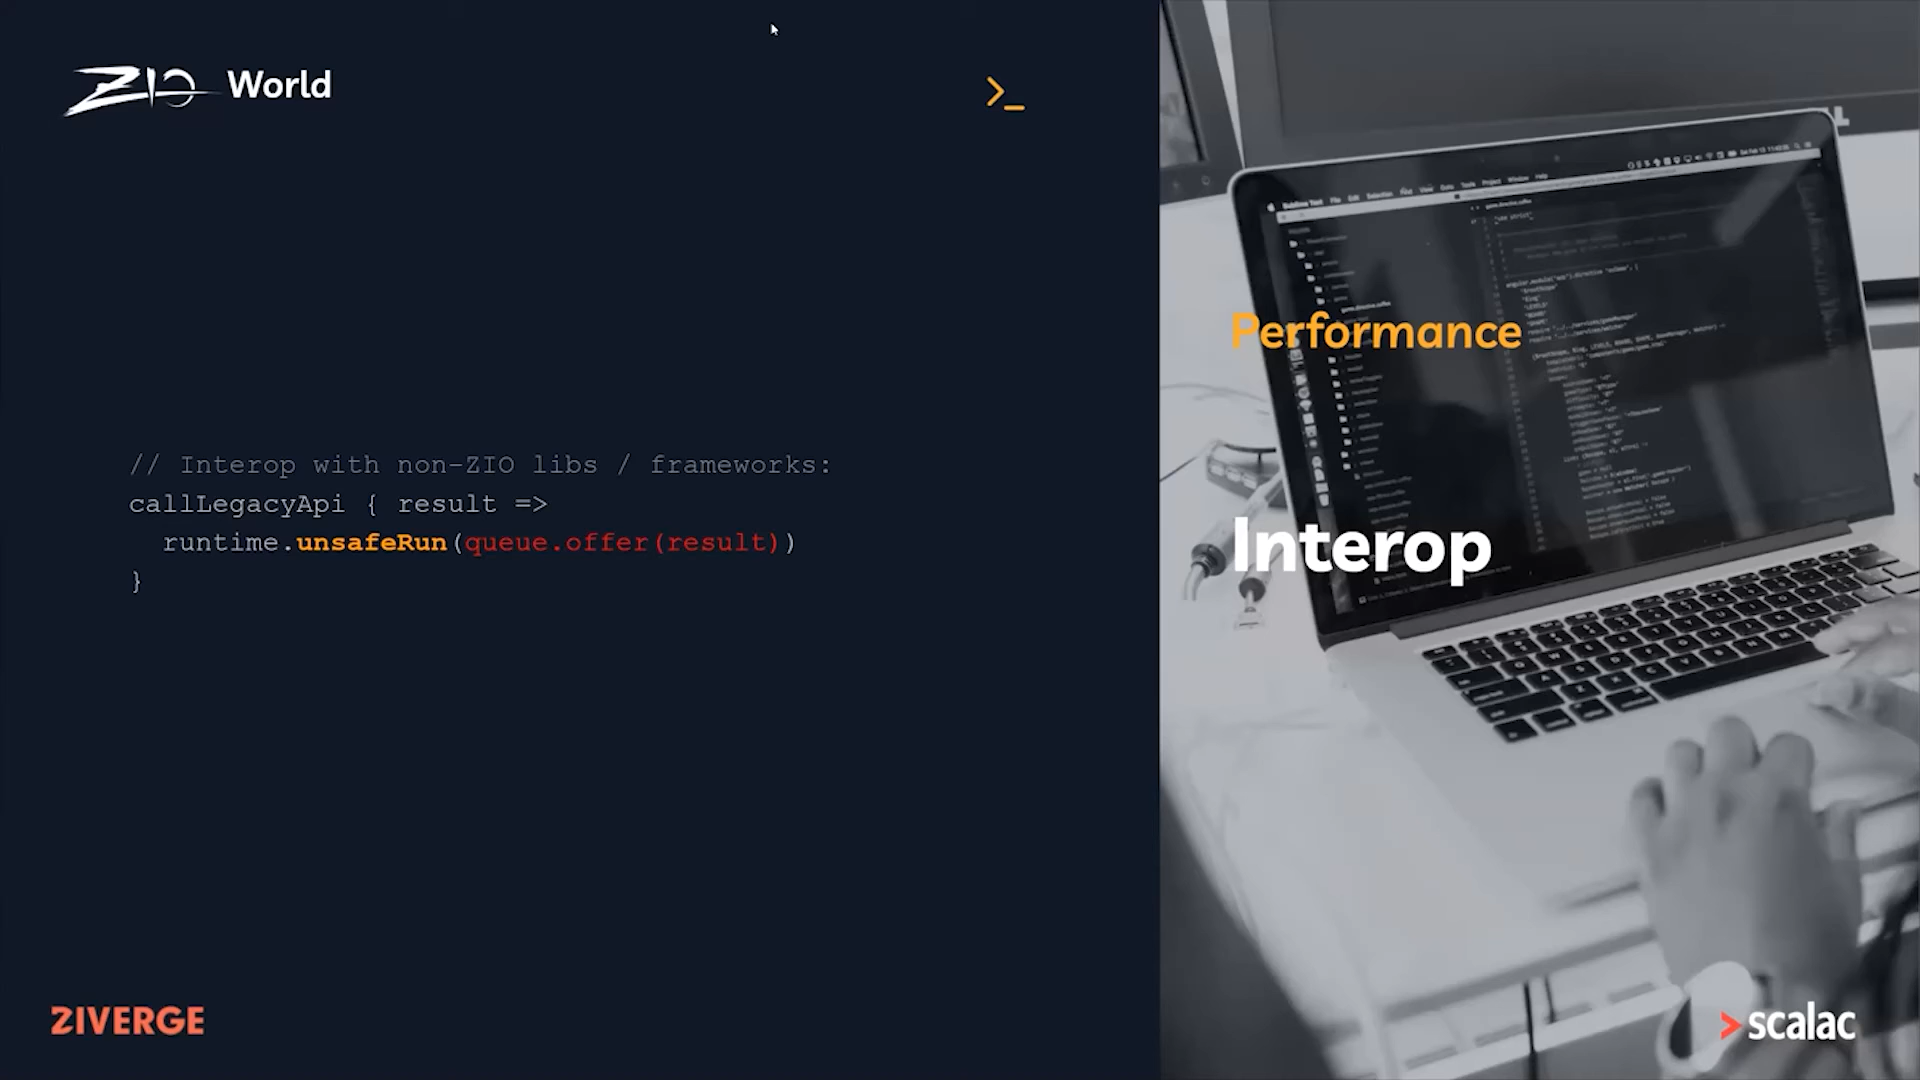 ZIO World
>_
// Interop with non-ZIO libs / frameworks:
callLegacyApi { result =>
runtime.unsafeRun(queue.offer(result))
}
Performance
Interop
ZIVERGE
scalac